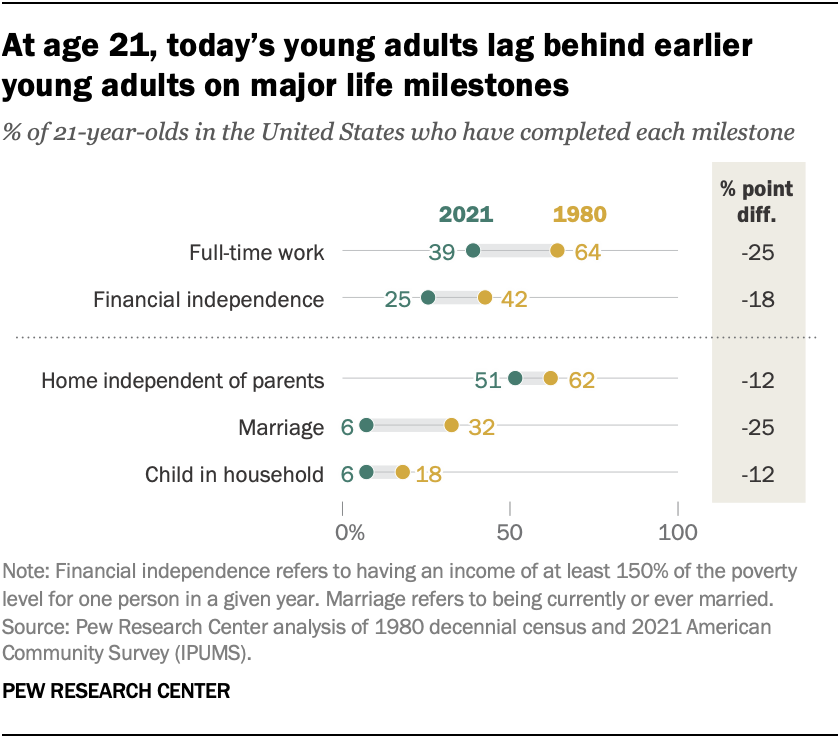 At age 21, today's young adults lag behind earlier
young adults on major life milestones
% of 21-year-olds in the United States who have completed each milestone
% point
diff.
2021 1980
Full-time work 39 64 -25
Financial independence 25 42 -18
Home independent of parents 51 62 -12
Marriage 6 32 -25
Child in household 6 18 -12
0% 50 100
Note: Financial independence refers to having an income of at least 150% of the poverty
level for one person in a given year. Marriage refers to being currently or ever married.
Source: Pew Research Center analysis of 1980 decennial census and 2021 American
Community Survey (IPUMS).
PEW RESEARCH CENTER